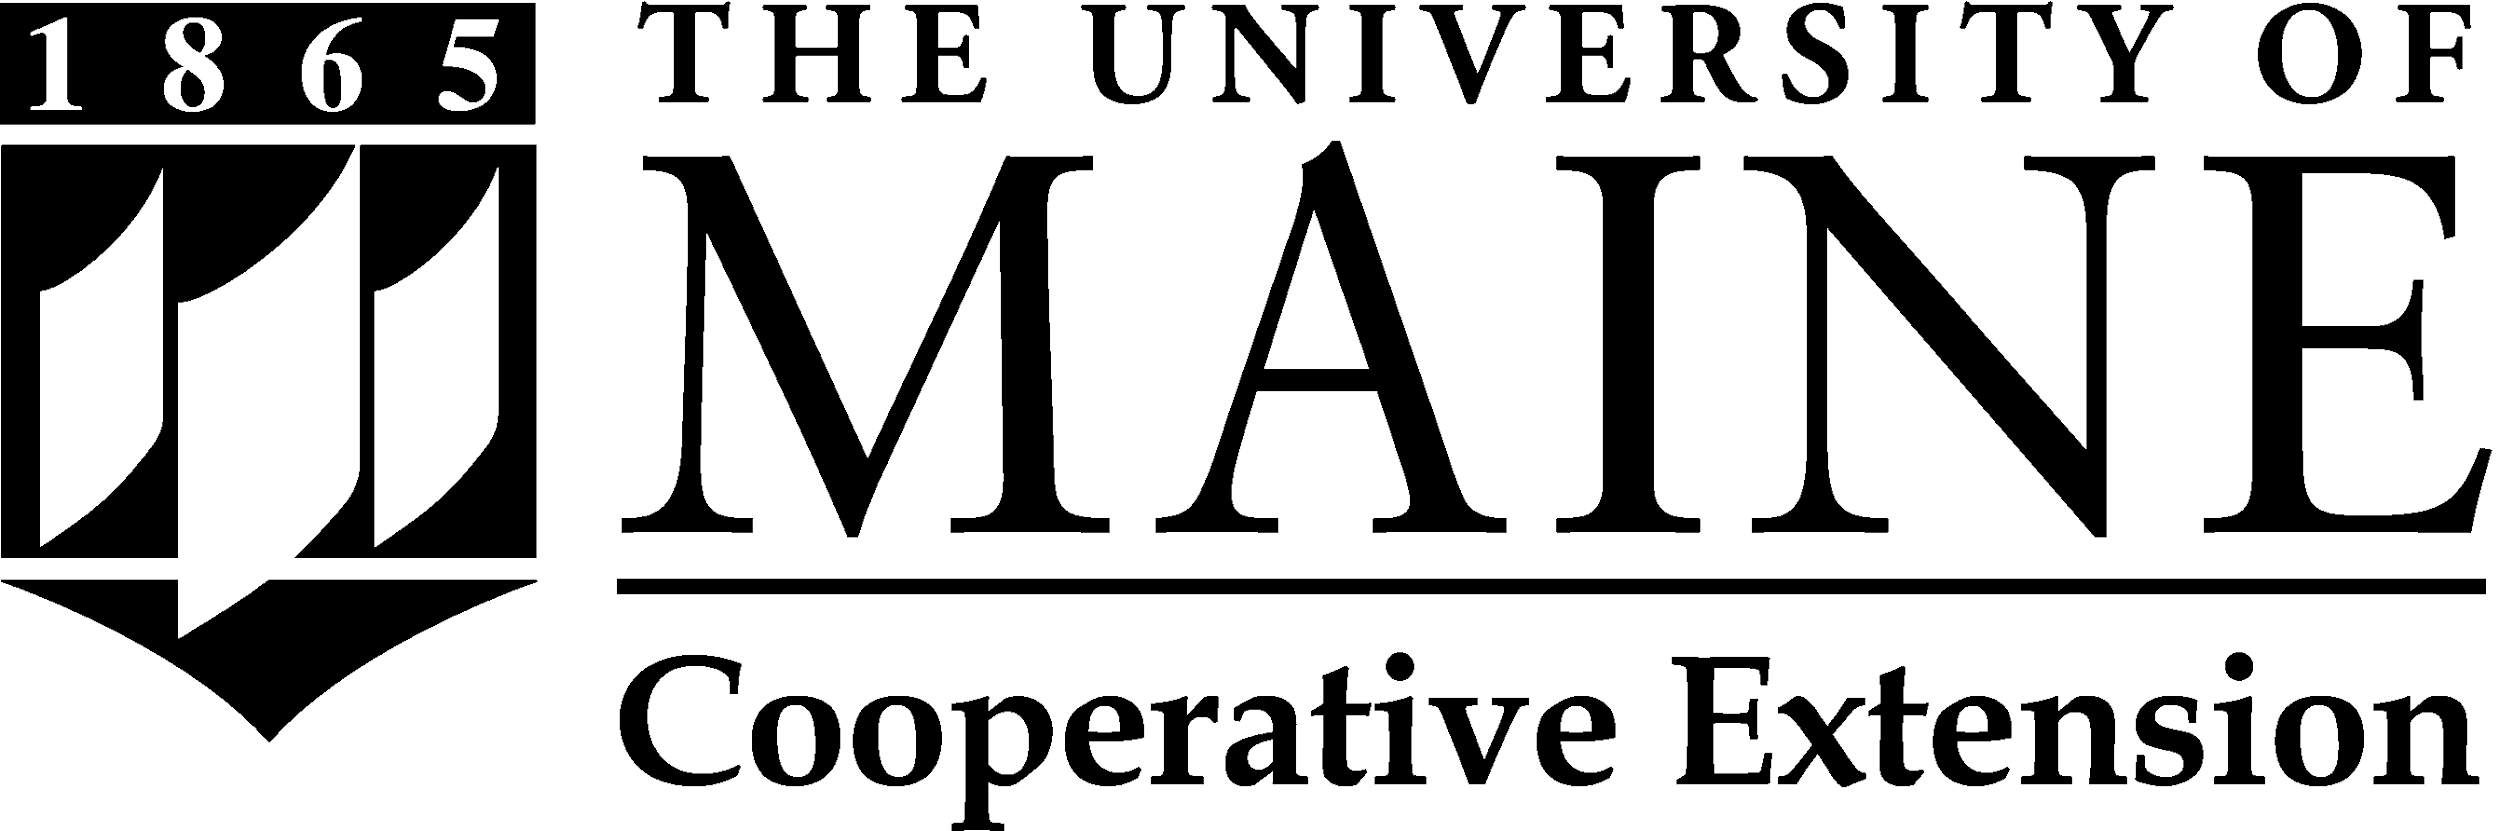 1865
THE UNIVERSITY OF
MAINE
Cooperative Extension